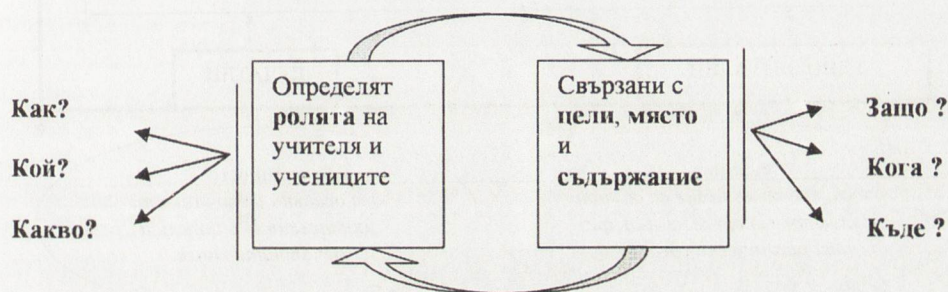 Как?
Кой?
Какво?
Определят
ролята на
учителя и
учениците
Свързани с
цели, място
и
съдържание
Защо ?
Кога ?
Къде ?